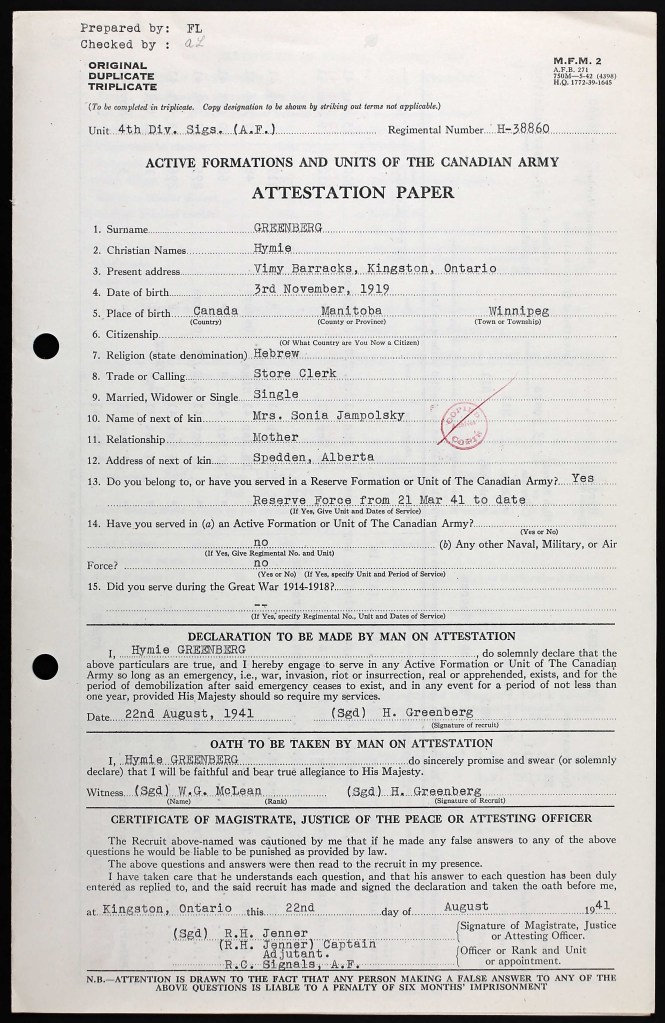 Prepared by: FL
Checked by :
ORIGINAL
DUPLICATE
TRIPLICATE
M.F.M. 2
A.F.B. 271
750M—5-42 (4398)
H.Q. 1772-39-1645
(To be completed in triplicate. Copy designation to be shown by striking out terms not applicable.)
Unit 4th Div. Sigs. (A.F.) Regimental Number H-38860
ACTIVE FORMATIONS AND UNITS OF THE CANADIAN ARMY
ATTESTATION PAPER
1. Surname GREENBERG
2. Christian Names Hymie
3. Present address Vimy Barracks, Kingston, Ontario
4. Date of birth 3rd November, 1919
5. Place of birth Canada Manitoba Winnipeg
(Country) (County or Province) (Town or Township)
6. Citizenship
(Of What Country are You Now a Citizen)
7. Religion (state denomination) Hebrew
8. Trade or Calling Store Clerk
9. Married, Widower or Single Single
10. Name of next of kin Mrs. Sonia Jampolsky
COPIED
COPIE
11. Relationship Mother
12. Address of next of kin Spedden, Alberta
13. Do you belong to, or have you served in a Reserve Formation or Unit of The Canadian Army? Yes
Reserve Force from 21 Mar 41 to date
(If Yes, Give Unit and Dates of Service)
14. Have you served in (a) an Active Formation or Unit of The Canadian Army?
(Yes or No)
no (b) Any other Naval, Military, or Air
(If Yes, Give Regimental No. and Unit)
Force? no
(Yes or No) (If Yes, specify Unit and Period of Service)
15. Did you serve during the Great War 1914-1918?
--
(If Yes, specify Regimental No., Unit and Dates of Service)
DECLARATION TO BE MADE BY MAN ON ATTESTATION
I, Hymie GREENBERG, do solemnly declare that the
above particulars are true, and I hereby engage to serve in any Active Formation or Unit of The Canadian
Army so long as an emergency, i.e., war, invasion, riot or insurrection, real or apprehended, exists, and for the
period of demobilization after said emergency ceases to exist, and in any event for a period of not less than
one year, provided His Majesty should so require my services.
Date 22nd August, 1941 (Sgd) H. Greenberg
(Signature of recruit)
OATH TO BE TAKEN BY MAN ON ATTESTATION
I, Hymie GREENBERG do sincerely promise and swear (or solemnly
declare) that I will be faithful and bear true allegiance to His Majesty.
Witness (Sgd) W.G. McLean (Sgd) H. Greenberg
(Name) (Rank) (Signature of Recruit)
CERTIFICATE OF MAGISTRATE, JUSTICE OF THE PEACE OR ATTESTING OFFICER
The Recruit above-named was cautioned by me that if he made any false answers to any of the above
questions he would be liable to be punished as provided by law.
The above questions and answers were then read to the recruit in my presence.
I have taken care that he understands each question, and that his answer to each question has been duly
entered as replied to, and the said recruit has made and signed the declaration and taken the oath before me,
at Kingston, Ontario this 22nd day of August 1941
(Sgd) R.H. Jenner {Signature of Magistrate, Justice
(R.H. Jenner) Captain or Attesting Officer.
Adjutant. {Officer or Rank and Unit
R.C. Signals, A.F. or appointment.
N.B.—ATTENTION IS DRAWN TO THE FACT THAT ANY PERSON MAKING A FALSE ANSWER TO ANY OF THE
ABOVE QUESTIONS IS LIABLE TO A PENALTY OF SIX MONTHS' IMPRISONMENT